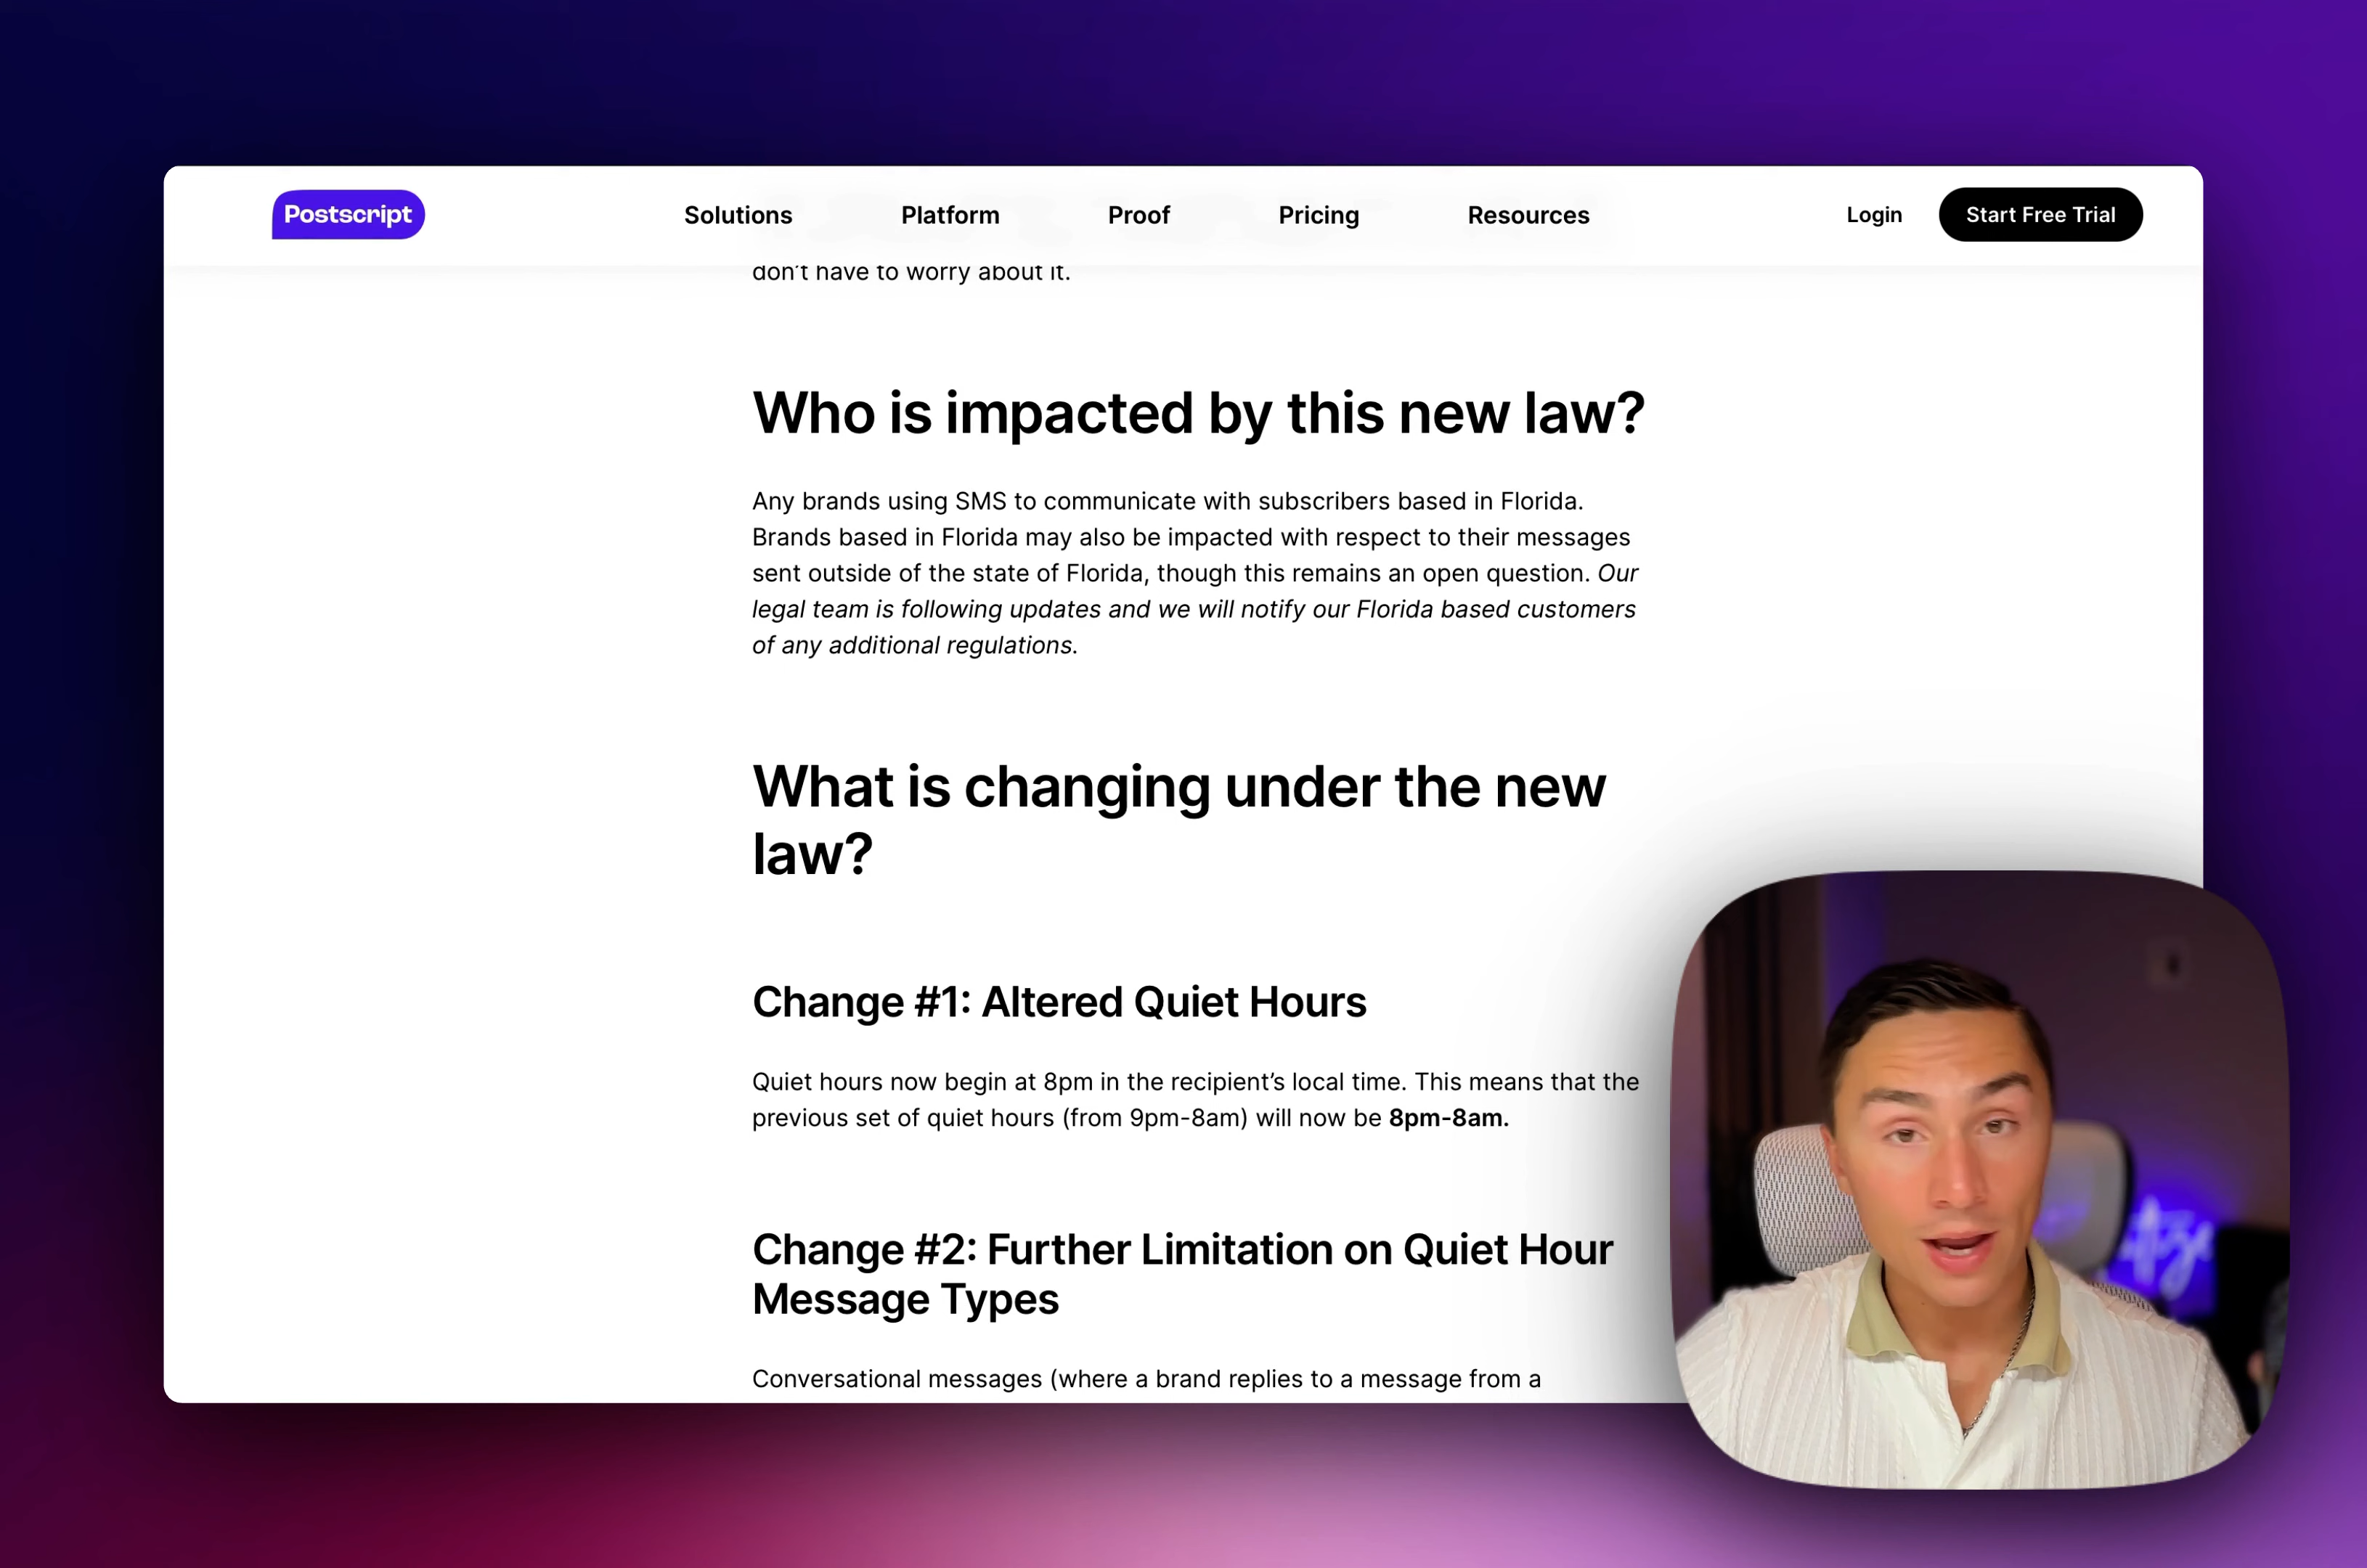 Postscript
Solutions
Platform
Proof
Pricing
Resources
Login
Start Free Trial
don't have to worry about it.
Who is impacted by this new law?
Any brands using SMS to communicate with subscribers based in Florida.
Brands based in Florida may also be impacted with respect to their messages
sent outside of the state of Florida, though this remains an open question. Our
legal team is following updates and we will notify our Florida based customers
of any additional regulations.
What is changing under the new
law?
Change #1: Altered Quiet Hours
Quiet hours now begin at 8pm in the recipient’s local time. This means that the
previous set of quiet hours (from 9pm-8am) will now be 8pm-8am.
Change #2: Further Limitation on Quiet Hour
Message Types
Conversational messages (where a brand replies to a message from a